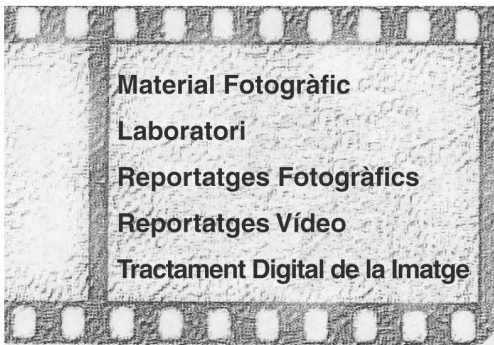 Material Fotogràfic
Laboratori
Reportatges Fotogràfics
Reportatges Vídeo
Tractament Digital de la Imatge